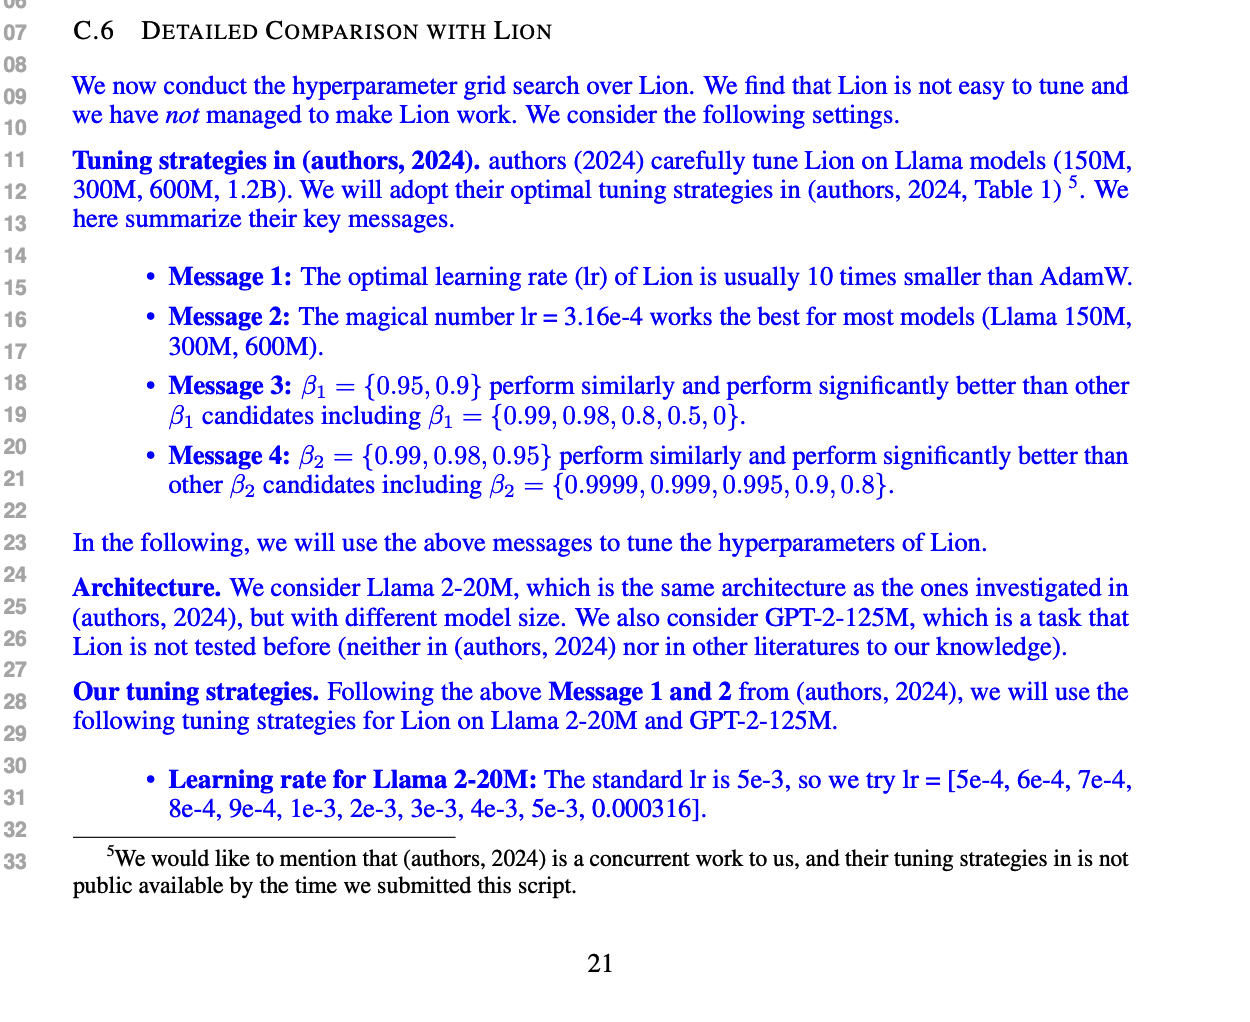 06
07 C.6 DETAILED COMPARISON WITH LION
08
09 We now conduct the hyperparameter grid search over Lion. We find that Lion is not easy to tune and
10 we have not managed to make Lion work. We consider the following settings.
11 Tuning strategies in (authors, 2024). authors (2024) carefully tune Lion on Llama models (150M,
12 300M, 600M, 1.2B). We will adopt their optimal tuning strategies in (authors, 2024, Table 1) ⁵. We
13 here summarize their key messages.
14
15 • Message 1: The optimal learning rate (lr) of Lion is usually 10 times smaller than AdamW.
16 • Message 2: The magical number lr = 3.16e-4 works the best for most models (Llama 150M,
17 300M, 600M).
18 • Message 3: β₁ = {0.95, 0.9} perform similarly and perform significantly better than other
19 β₁ candidates including β₁ = {0.99, 0.98, 0.8, 0.5, 0}.
20 • Message 4: β₂ = {0.99, 0.98, 0.95} perform similarly and perform significantly better than
21 other β₂ candidates including β₂ = {0.9999, 0.999, 0.995, 0.9, 0.8}.
22
23 In the following, we will use the above messages to tune the hyperparameters of Lion.
24 Architecture. We consider Llama 2-20M, which is the same architecture as the ones investigated in
25 (authors, 2024), but with different model size. We also consider GPT-2-125M, which is a task that
26 Lion is not tested before (neither in (authors, 2024) nor in other literatures to our knowledge).
27
28 Our tuning strategies. Following the above Message 1 and 2 from (authors, 2024), we will use the
29 following tuning strategies for Lion on Llama 2-20M and GPT-2-125M.
30
31 • Learning rate for Llama 2-20M: The standard lr is 5e-3, so we try lr = [5e-4, 6e-4, 7e-4,
32 8e-4, 9e-4, 1e-3, 2e-3, 3e-3, 4e-3, 5e-3, 0.000316].
33 ⁵We would like to mention that (authors, 2024) is a concurrent work to us, and their tuning strategies in is not
public available by the time we submitted this script.
21